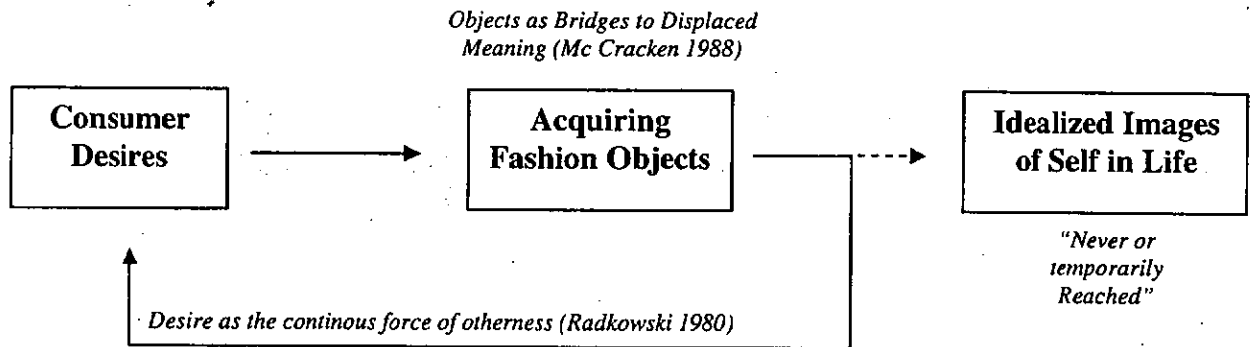 Objects as Bridges to Displaced
Meaning (Mc Cracken 1988)
Consumer
Desires
Acquiring
Fashion Objects
Idealized Images
of Self in Life
"Never or
temporarily
Reached"
Desire as the continous force of otherness (Radkowski 1980)